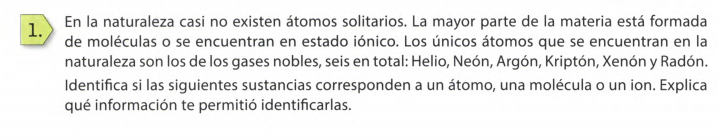 1. En la naturaleza casi no existen átomos solitarios. La mayor parte de la materia está formada
de moléculas o se encuentran en estado iónico. Los únicos átomos que se encuentran en la
naturaleza son los de los gases nobles, seis en total: Helio, Neón, Argón, Kriptón, Xenón y Radón.
Identifica si las siguientes sustancias corresponden a un átomo, una molécula o un ion. Explica
qué información te permitió identificarlas.